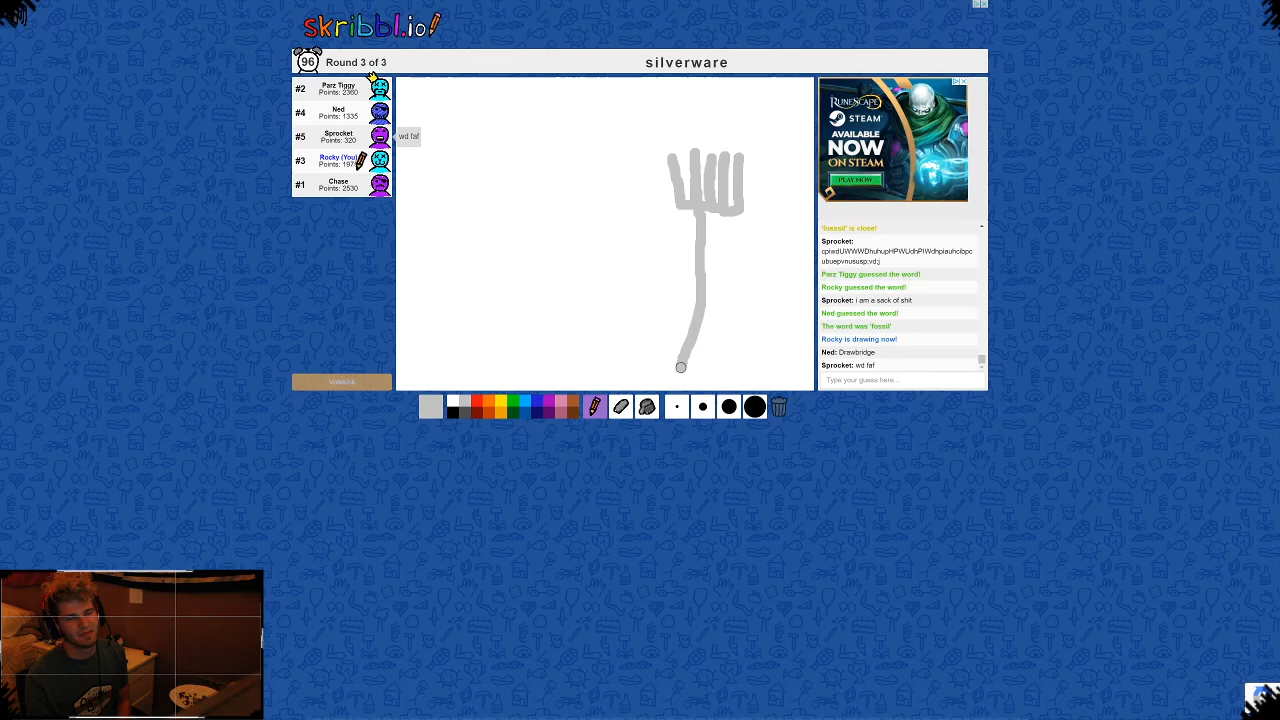 skribbl.io
96
Round 3 of 3
silverware
#2
Parz Tiggy
Points: 2360
#4
Ned
Points: 1335
#5
Sprocket
Points: 320
wd faf
#3
Rocky (You)
#1
Chase
Points: 2530
RUNESCAPE
STEAM
AVAILABLE
NOW
ON STEAM
PLAY NOW
'fosssil' is close!
Sprocket:
Parz Tiggy guessed the word!
Rocky guessed the word!
Sprocket: i am a sack of shit
Ned guessed the word!
The word was 'fossil'
Rocky is drawing now!
Ned: Drawbridge
Sprocket: wd faf
Type your guess here...